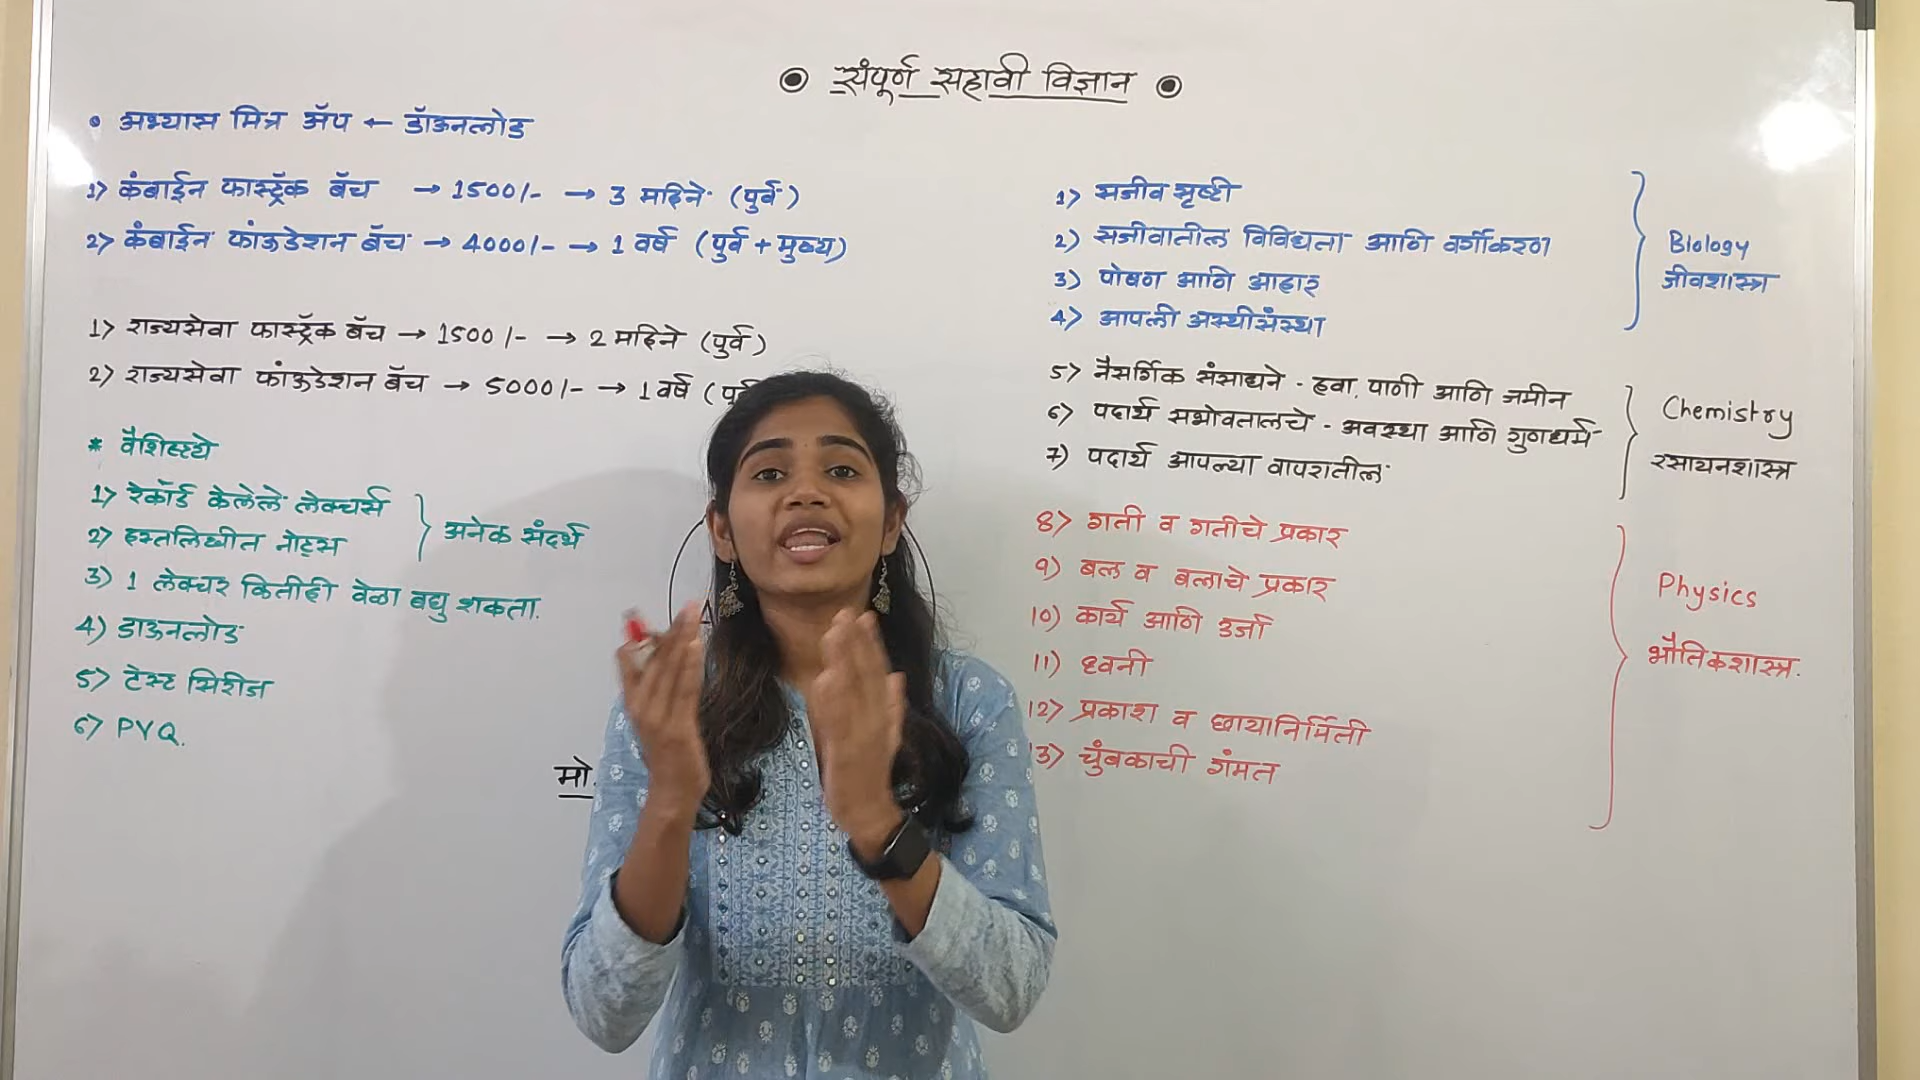 संपूर्ण सहावी विज्ञान
• अभ्यास मित्र ॲप ← डॉऊनलोड
1) कंबाईन फास्ट्रॅक बॅच → 1500/- → 3 महिने (पुर्व)
2) कंबाईन फांऊडेशन बॅच → 4000/- → 1 वर्ष (पुर्व + मुख्य)
1) राज्यसेवा फास्ट्रॅक बॅच → 1500/- → 2 महिने (पुर्व)
2) राज्यसेवा फांऊडेशन बॅच → 5000/- → 1 वर्ष (
* वैशिष्ट्ये
1) रेकॉर्ड केलेले लेक्चर्स
2) हस्तलिखीत नोट्स
अनेक संदर्भ
3) 1 लेक्चर कितीही वेळा बघु शकता.
4) डाऊनलोड
5) टेस्ट सिरीज
6) PYQ.
मो.
1) सजीव सृष्टी
2) सजीवातील विविधता आणि वर्गीकरण
3) पोषण आणि आहार
4) आपली अस्थीसंस्था
Biology
जीवशास्त्र
5) नैसर्गिक संसाधने - हवा, पाणी आणि जमीन
6) पदार्थ सभोवतालचे - अवस्था आणि गुणधर्म
7) पदार्थ आपल्या वापरातील
Chemistry
रसायनशास्त्र
8) गती व गतीचे प्रकार
9) बल व बलाचे प्रकार
10) कार्य आणि उर्जा
11) ध्वनी
12) प्रकाश व छायानिर्मिती
13) चुंबकाची गंमत
Physics
भौतिकशास्त्र.